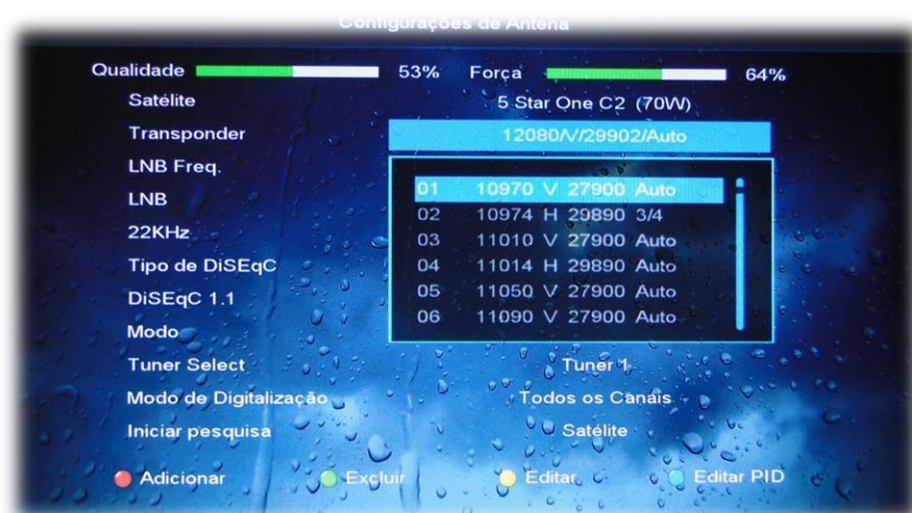 Configurações de Antena
Qualidade 53% Força 64%
Satélite 5 Star One C2 (70W)
Transponder 12080/V/29902/Auto
LNB Freq.
01 10970 V 27900 Auto
LNB
02 10974 H 29890 3/4
22KHz
03 11010 V 27900 Auto
Tipo de DiSEqC
04 11014 H 29890 Auto
DiSEqC 1.1
05 11050 V 27900 Auto
06 11090 V 27900 Auto
Modo
Tuner Select Tuner 1
Modo de Digitalização Todos os Canais
Iniciar pesquisa Satélite
Adicionar Excluir Editar Editar PID